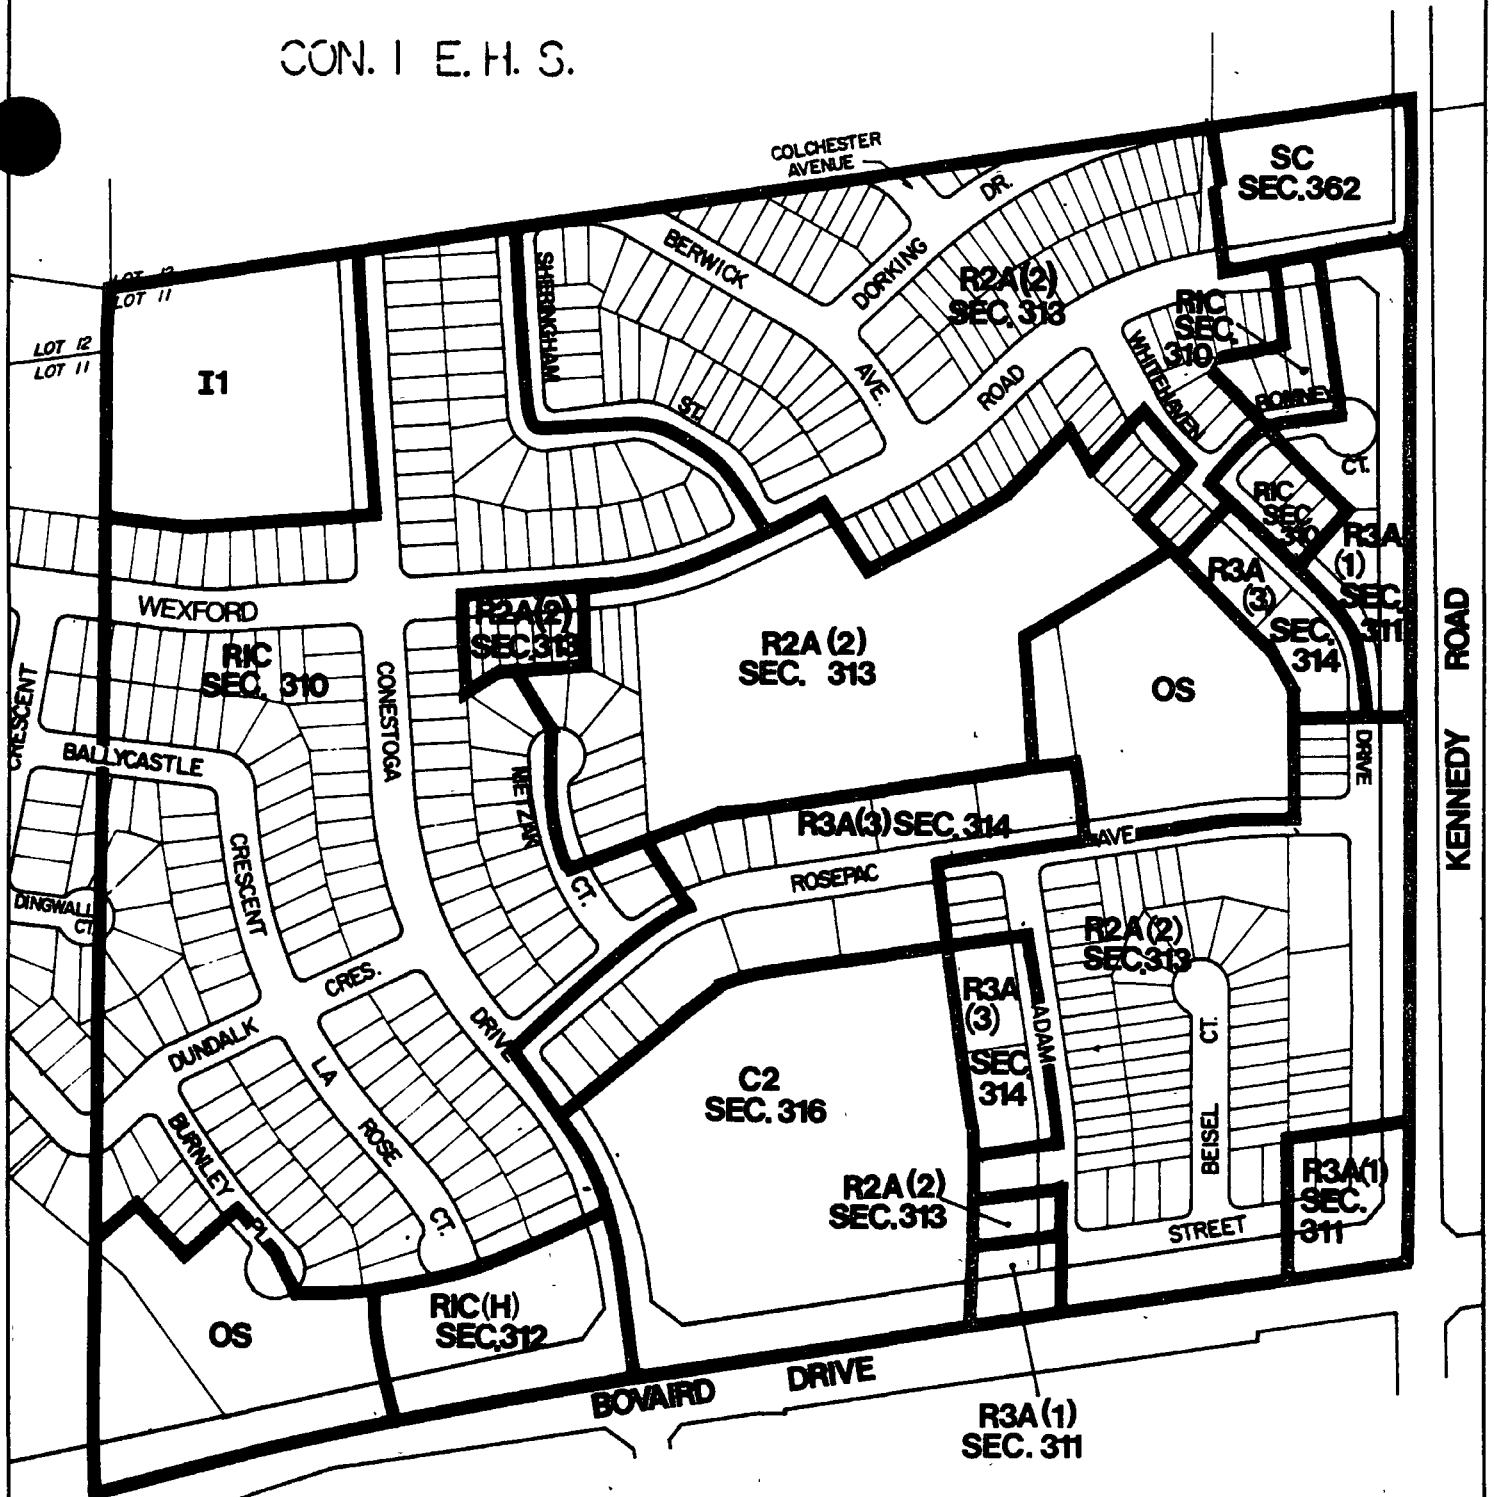 CON. I E. H. S.
COLCHESTER
AVENUE
SC
SEC. 362
DR.
BERWICK
DORKING
SHERINGHAM
R2A(2)
SEC. 313
LOT 12
LOT 11
LOT 12
LOT 11
I1
R1C
SEC.
310
WHITEHAVEN
AVE.
ROAD
ST.
ROMNEY
CT.
R1C
SEC.
310
R3A
(1)
SEC.
311
R3A
(3)
SEC.
314
WEXFORD
R2A(2)
SEC. 313
R2A (2)
SEC. 313
R1C
SEC. 310
OS
CONESTOGA
CRESCENT
BALLYCASTLE
DRIVE
KENNEDY ROAD
NETZAK
CT.
R3A(3) SEC. 314
AVE
ROSEPAC
CRESCENT
DINGWALL
CT.
R2A(2)
SEC. 313
CRES.
R3A
(3)
SEC.
314
ADAM
DRIVE
DUNDALK
CT.
BEISEL
LA
ROSE
CT.
C2
SEC. 316
BURNLEY
PL.
R2A(2)
SEC. 313
R3A(1)
SEC.
311
STREET
R1C(H)
SEC. 312
OS
BOVAIRD DRIVE
R3A(1)
SEC. 311